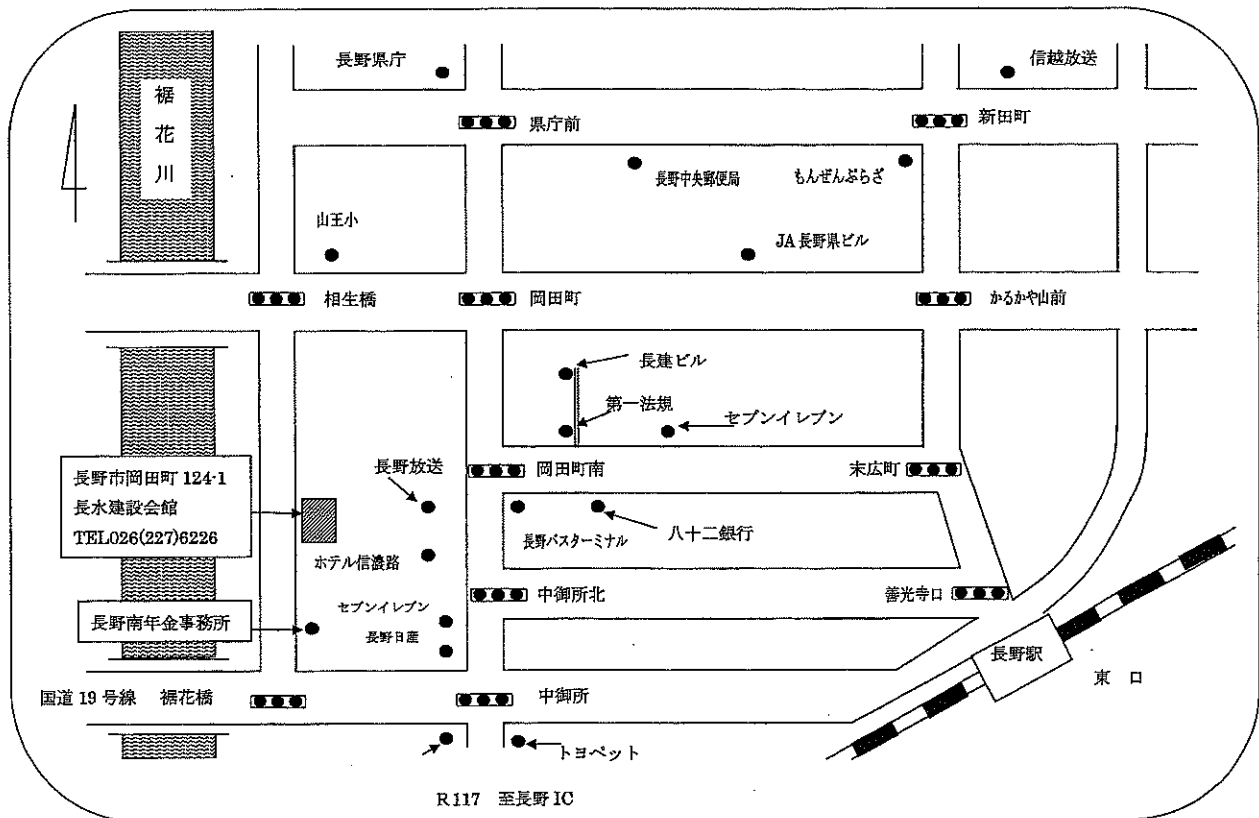 長野県庁
信越放送
裾花川
県庁前
新田町
長野中央郵便局
もんぜんぷらざ
山王小
JA長野県ビル
相生橋
岡田町
かるかや山前
長建ビル
第一法規
セブンイレブン
長野放送
岡田町南
末広町
長野市岡田町124-1
長水建設会館
TEL026(227)6226
長野バスターミナル
八十二銀行
ホテル信濃路
セブンイレブン
中御所北
善光寺口
長野南年金事務所
長野日産
長野駅
東 口
国道19号線 裾花橋
中御所
トヨペット
R117 至長野IC